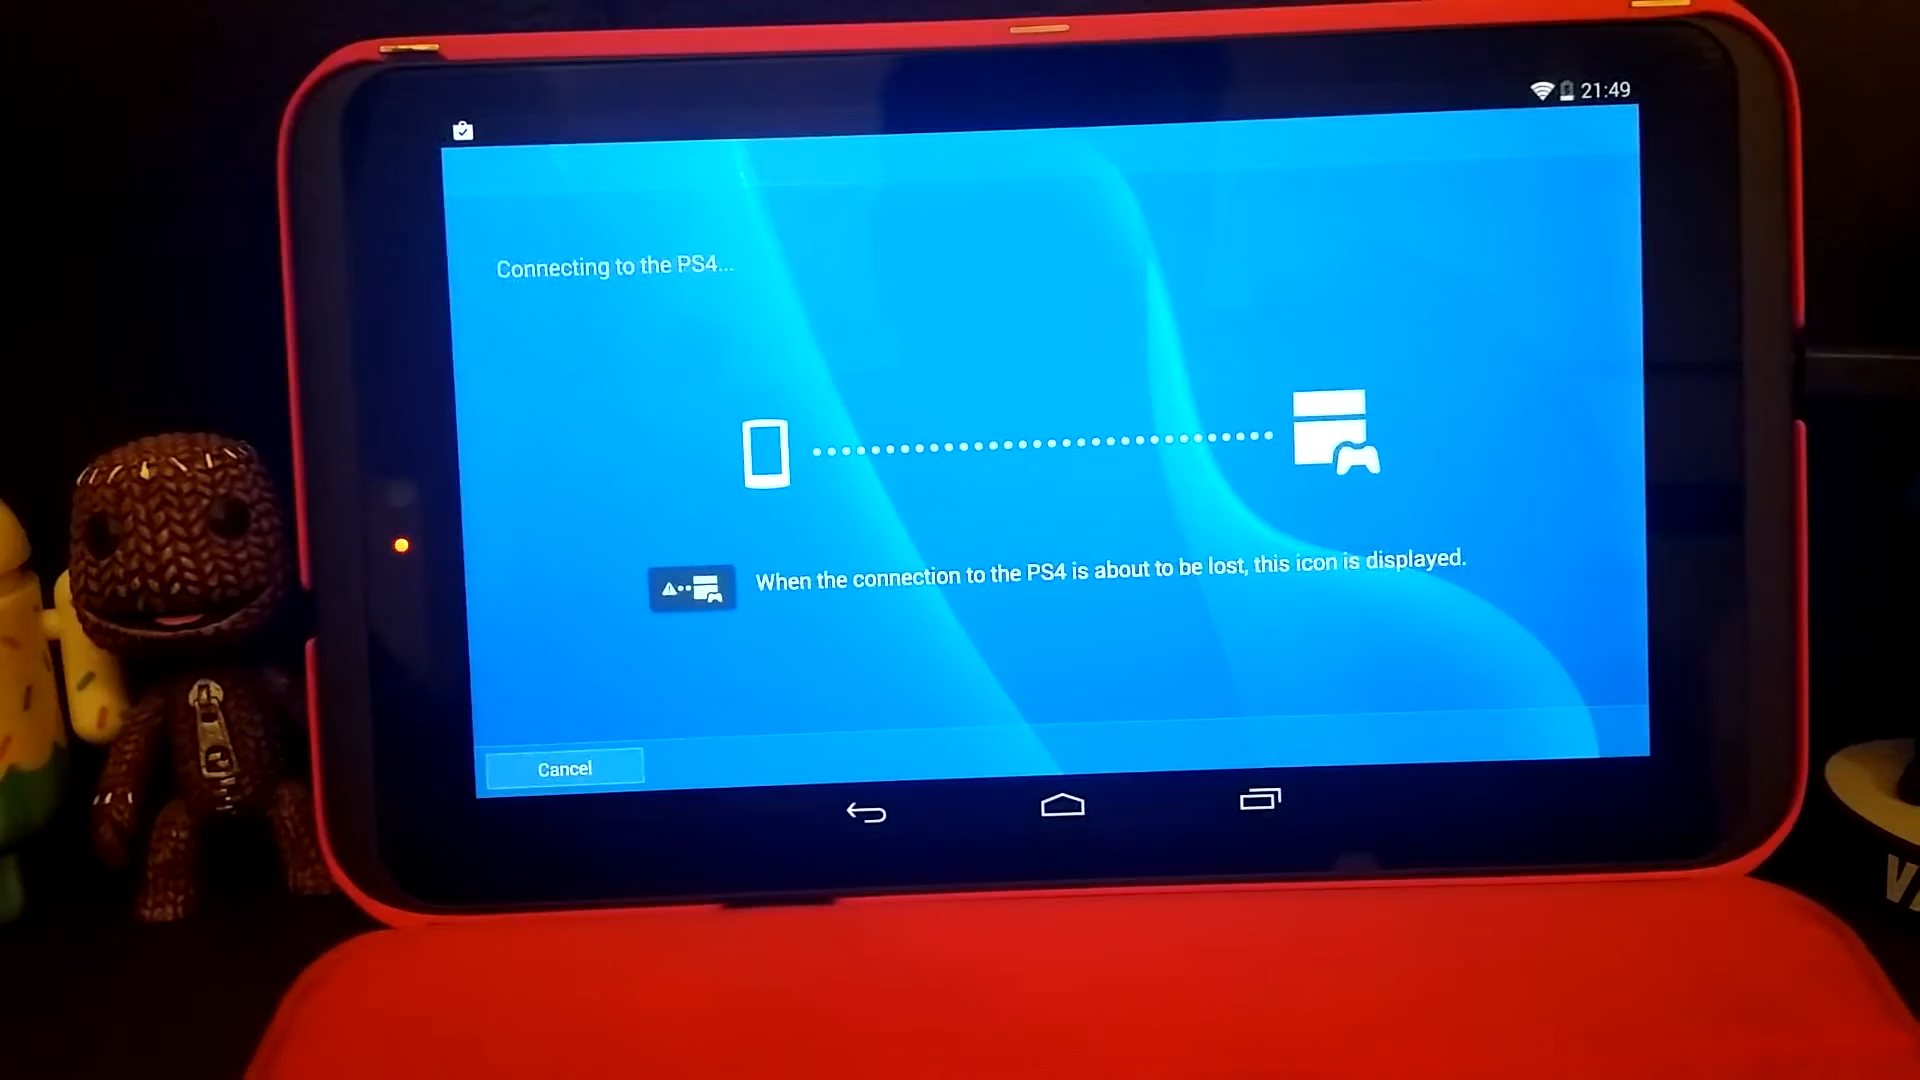 21:49
Connecting to the PS4...
When the connection to the PS4 is about to be lost, this icon is displayed.
Cancel